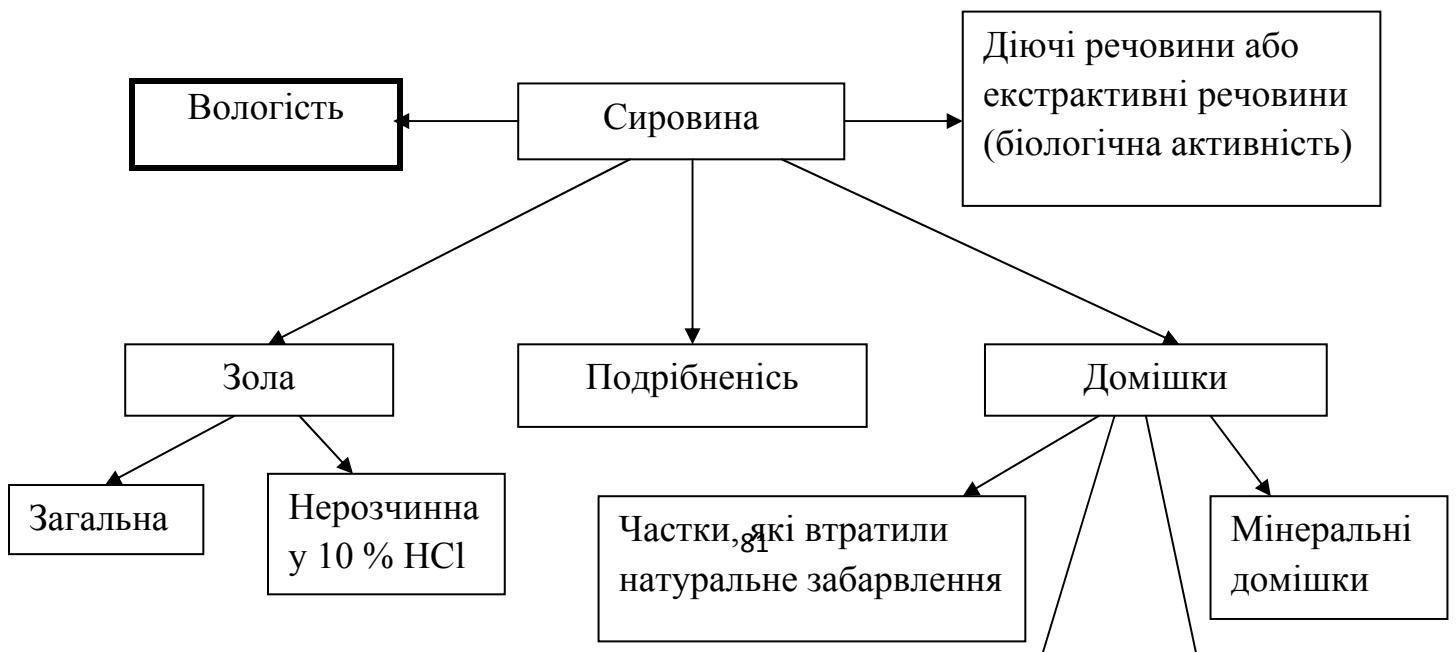 Вологість
Сировина
Діючі речовини або
екстрактивні речовини
(біологічна активність)
Зола
Подрібненісь
Домішки
Загальна
Нерозчинна
у 10 % HCl
Частки, які втратили
натуральне забарвлення
81
Мінеральні
домішки